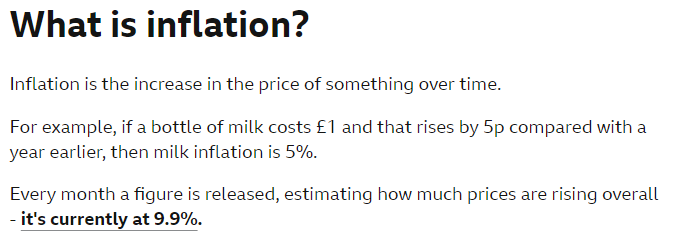 What is inflation?
Inflation is the increase in the price of something over time.
For example, if a bottle of milk costs £1 and that rises by 5p compared with a
year earlier, then milk inflation is 5%.
Every month a figure is released, estimating how much prices are rising overall
- it's currently at 9.9%.